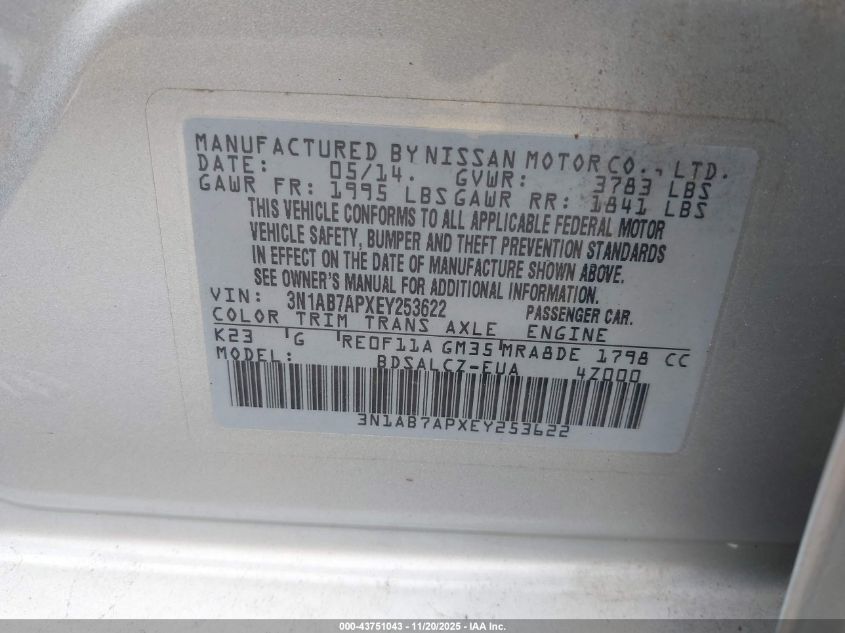 MANUFACTURED BY NISSAN MOTOR CO., LTD.
DATE: 05/14. GVWR: 3783 LBS
GAWR FR: 1995 LBS GAWR RR: 1841 LBS
THIS VEHICLE CONFORMS TO ALL APPLICABLE FEDERAL MOTOR
VEHICLE SAFETY, BUMPER AND THEFT PREVENTION STANDARDS
IN EFFECT ON THE DATE OF MANUFACTURE SHOWN ABOVE.
SEE OWNER'S MANUAL FOR ADDITIONAL INFORMATION.
VIN: 3N1AB7APXEY253622 PASSENGER CAR.
COLOR TRIM TRANS AXLE ENGINE
K23 G RE0F11A GM35 MRA8DE 1798 CC
MODEL: BDSALCZ-EUA 4Z000
3N1AB7APXEY253622
000-43751043 - 11/20/2025 - IAA Inc.